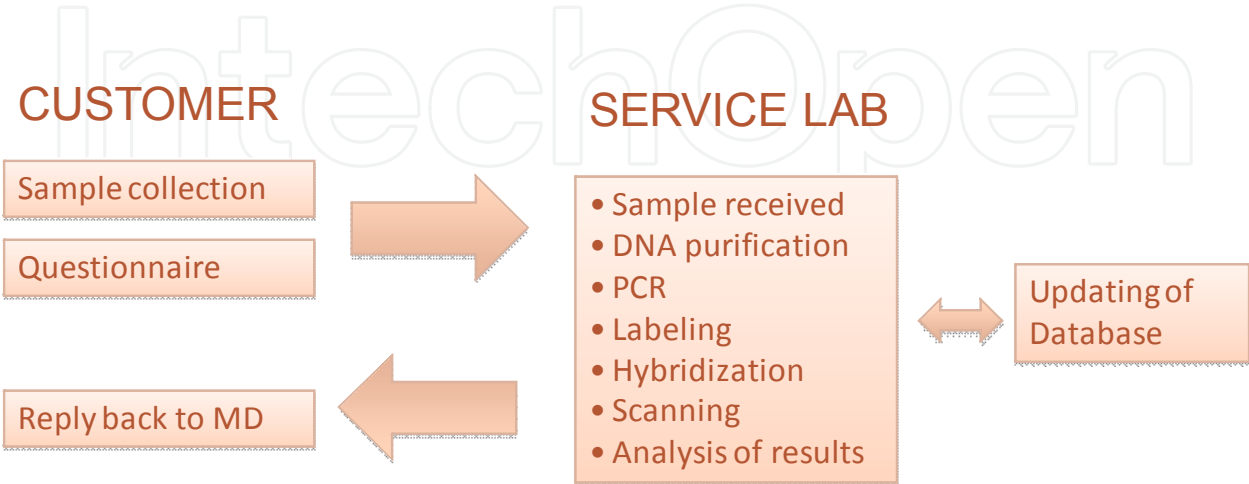 IntechOpen
CUSTOMER
Sample collection
Questionnaire
Reply back to MD
SERVICE LAB
• Sample received
• DNA purification
• PCR
• Labeling
• Hybridization
• Scanning
• Analysis of results
Updating of
Database